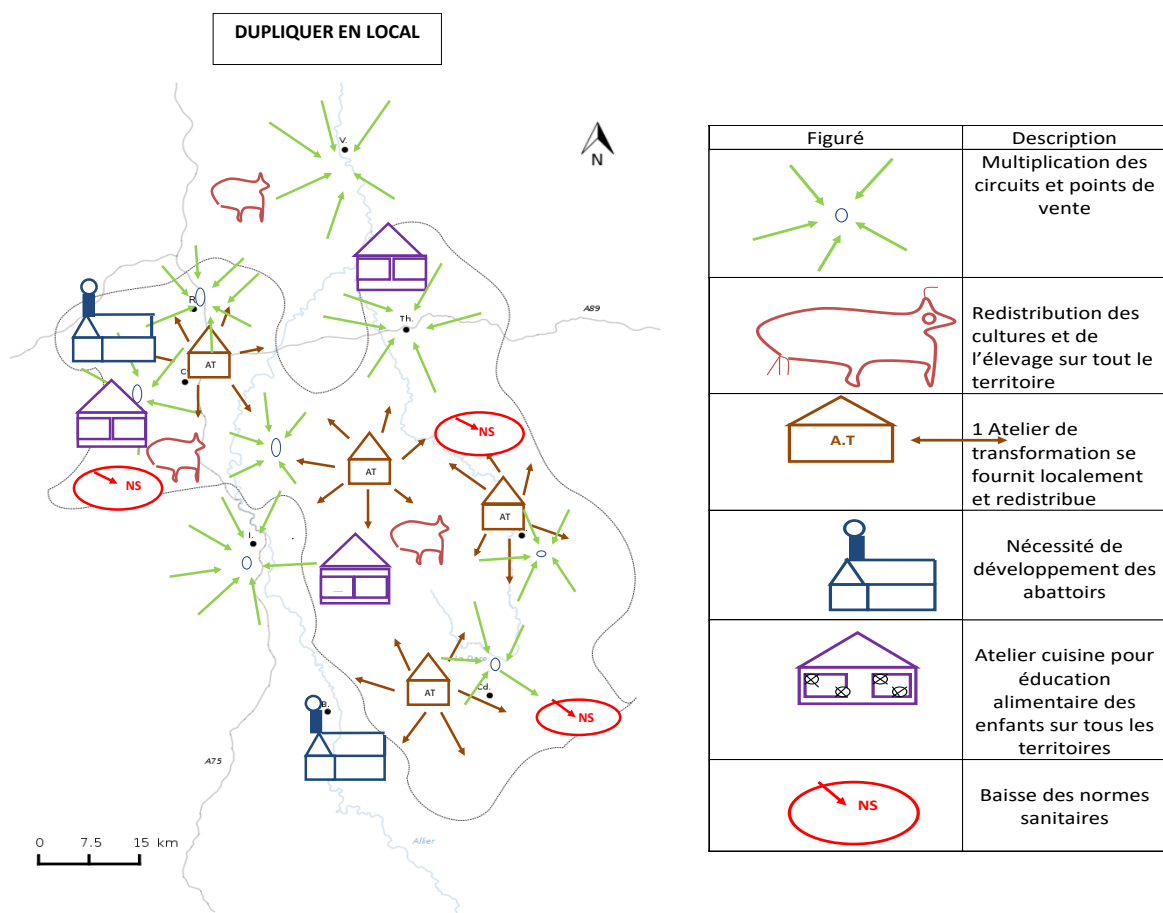 DUPLIQUER EN LOCAL
V.
N
R
A89
Th.
AT
C
NS
AT
NS
AT
I.
AT
Cd.
NS
B.
A75
Allier
0 7.5 15 km
Figuré Description
Multiplication des
circuits et points de
vente
Redistribution des
cultures et de
l’élevage sur tout le
territoire
A.T
1 Atelier de
transformation se
fournit localement
et redistribue
Nécessité de
développement des
abattoirs
Atelier cuisine pour
éducation
alimentaire des
enfants sur tous les
territoires
NS
Baisse des normes
sanitaires